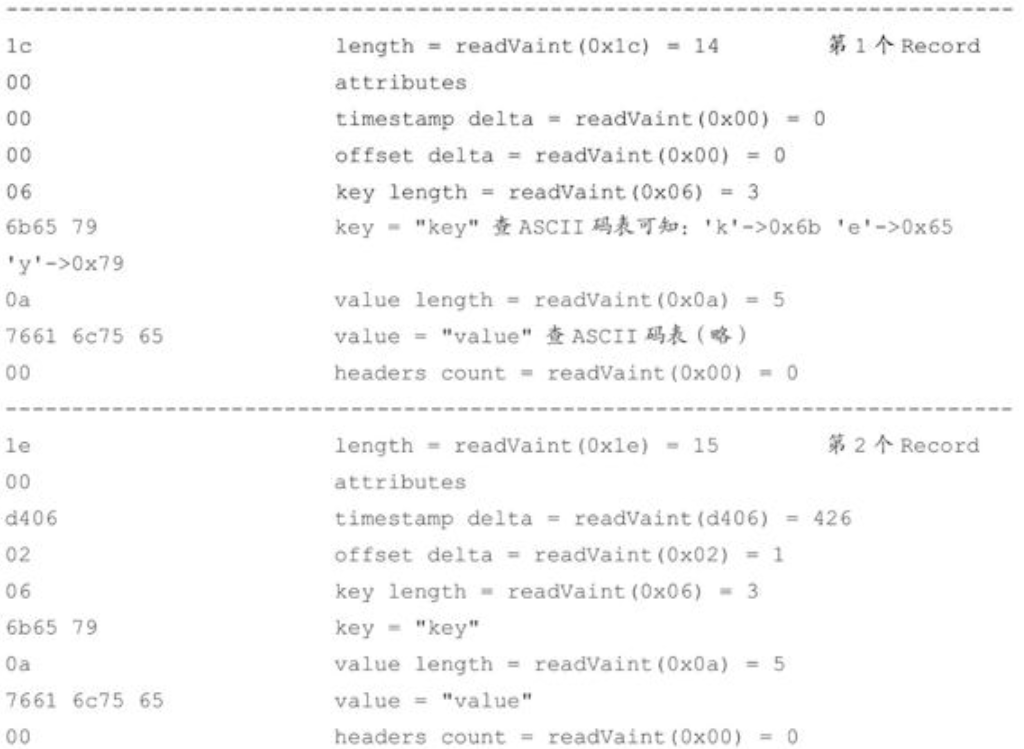 1c length = readVaint(0x1c) = 14 第 1 个 Record
00 attributes
00 timestamp delta = readVaint(0x00) = 0
00 offset delta = readVaint(0x00) = 0
06 key length = readVaint(0x06) = 3
6b65 79 key = "key" 查 ASCII 码表可知: 'k'->0x6b 'e'->0x65
'y'->0x79
0a value length = readVaint(0x0a) = 5
7661 6c75 65 value = "value" 查 ASCII 码表（略）
00 headers count = readVaint(0x00) = 0
1e length = readVaint(0x1e) = 15 第 2 个 Record
00 attributes
d406 timestamp delta = readVaint(d406) = 426
02 offset delta = readVaint(0x02) = 1
06 key length = readVaint(0x06) = 3
6b65 79 key = "key"
0a value length = readVaint(0x0a) = 5
7661 6c75 65 value = "value"
00 headers count = readVaint(0x00) = 0